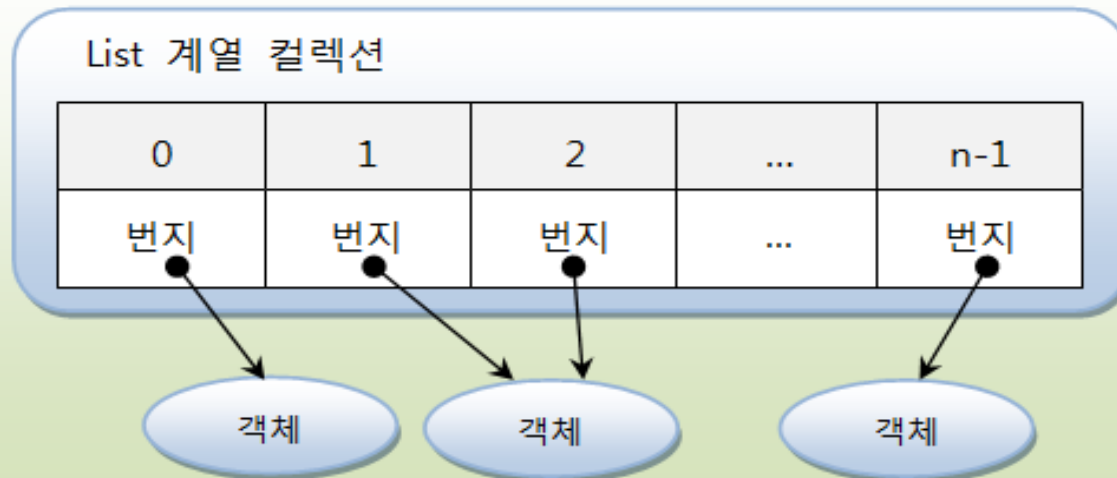 List 계열 컬렉션
0 1 2 ... n-1
번지 번지 번지 ... 번지
객체 객체 객체